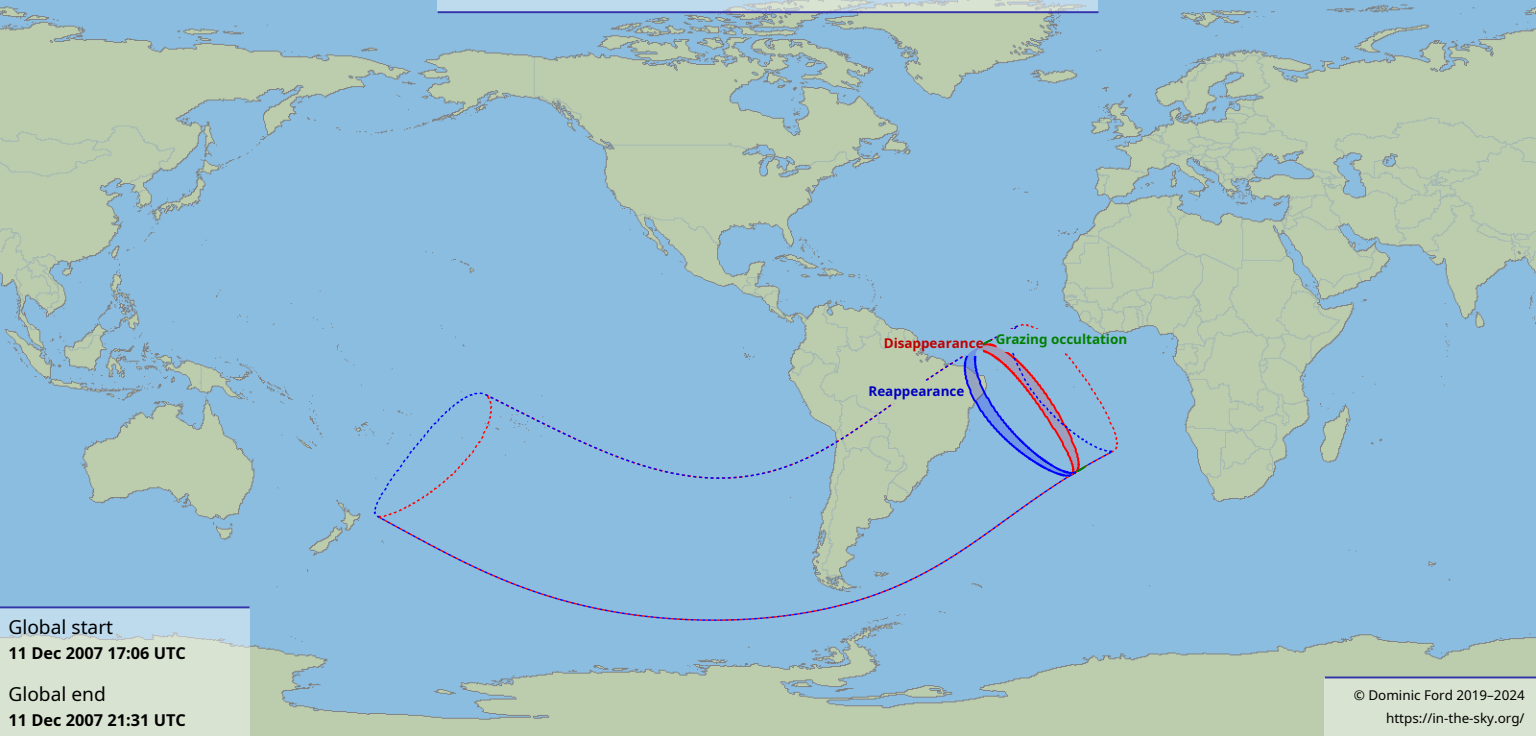 Disappearance
Grazing occultation
Reappearance
Global start
11 Dec 2007 17:06 UTC
Global end
11 Dec 2007 21:31 UTC
© Dominic Ford 2019–2024
https://in-the-sky.org/